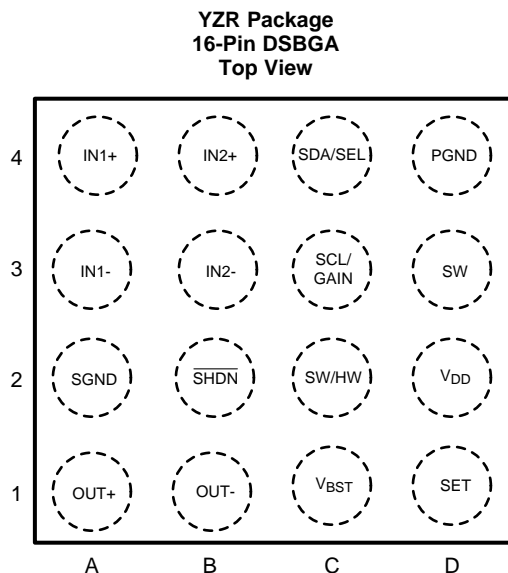 YZR Package
16-Pin DSBGA
Top View
4
IN1+
IN2+
SDA/SEL
PGND
3
IN1-
IN2-
SCL/
GAIN
SW
2
SGND
S̅H̅D̅N̅
SW/HW
VDD
1
OUT+
OUT-
VBST
SET
A
B
C
D